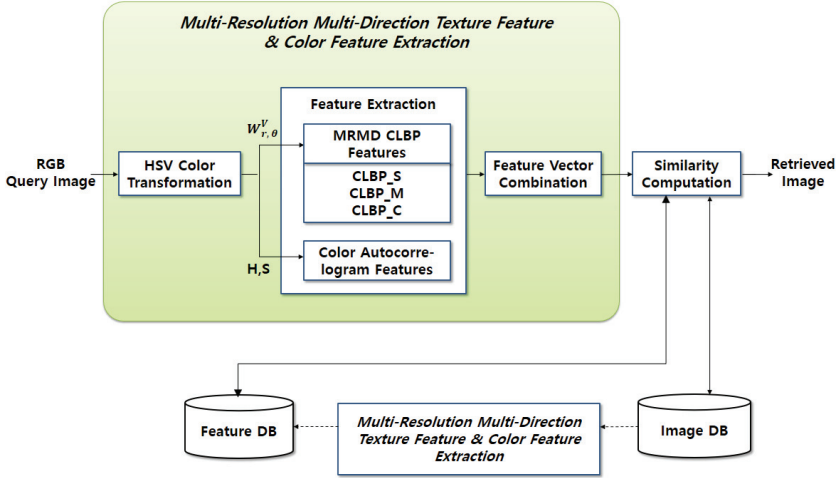 Multi-Resolution Multi-Direction Texture Feature
& Color Feature Extraction
Feature Extraction
W^V_{r,θ}
MRMD CLBP
Features
RGB
Query Image
HSV Color
Transformation
CLBP_S
CLBP_M
CLBP_C
Feature Vector
Combination
Similarity
Computation
Retrieved
Image
Color Autocorre-
logram Features
H,S
Feature DB
Multi-Resolution Multi-Direction
Texture Feature & Color Feature
Extraction
Image DB